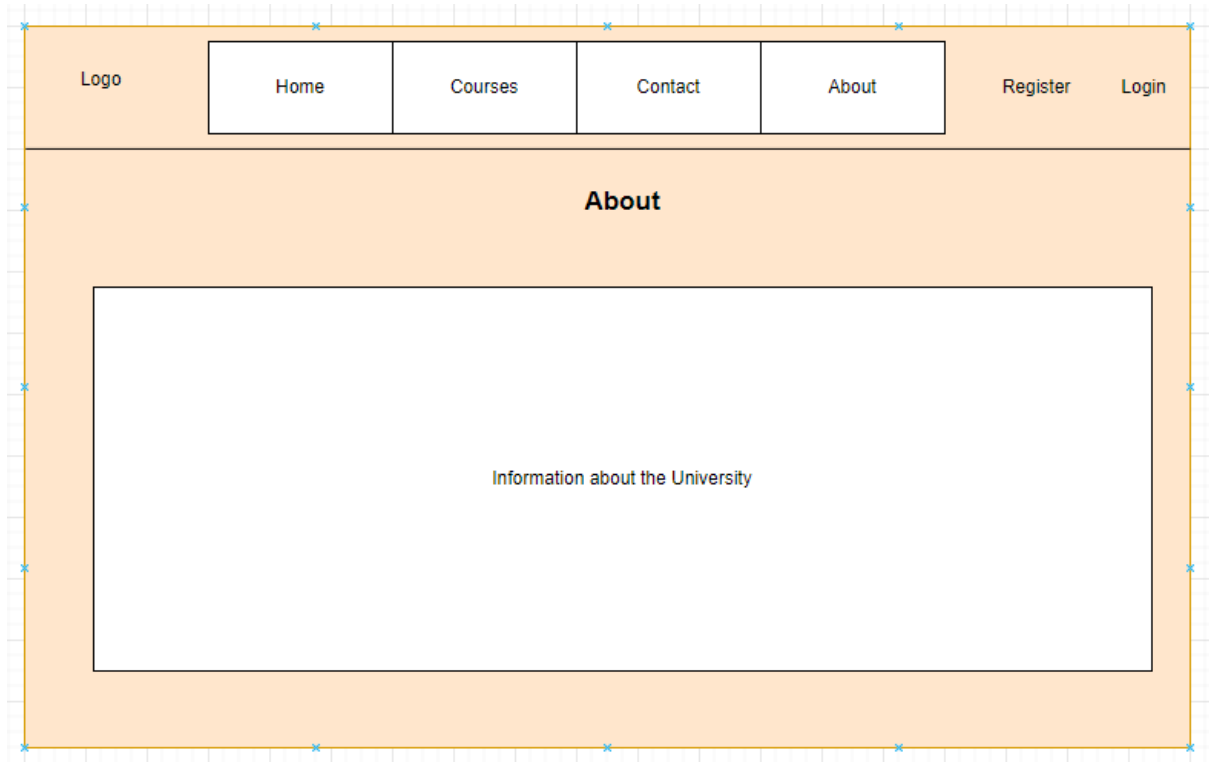 Logo
Home
Courses
Contact
About
Register
Login
About
Information about the University